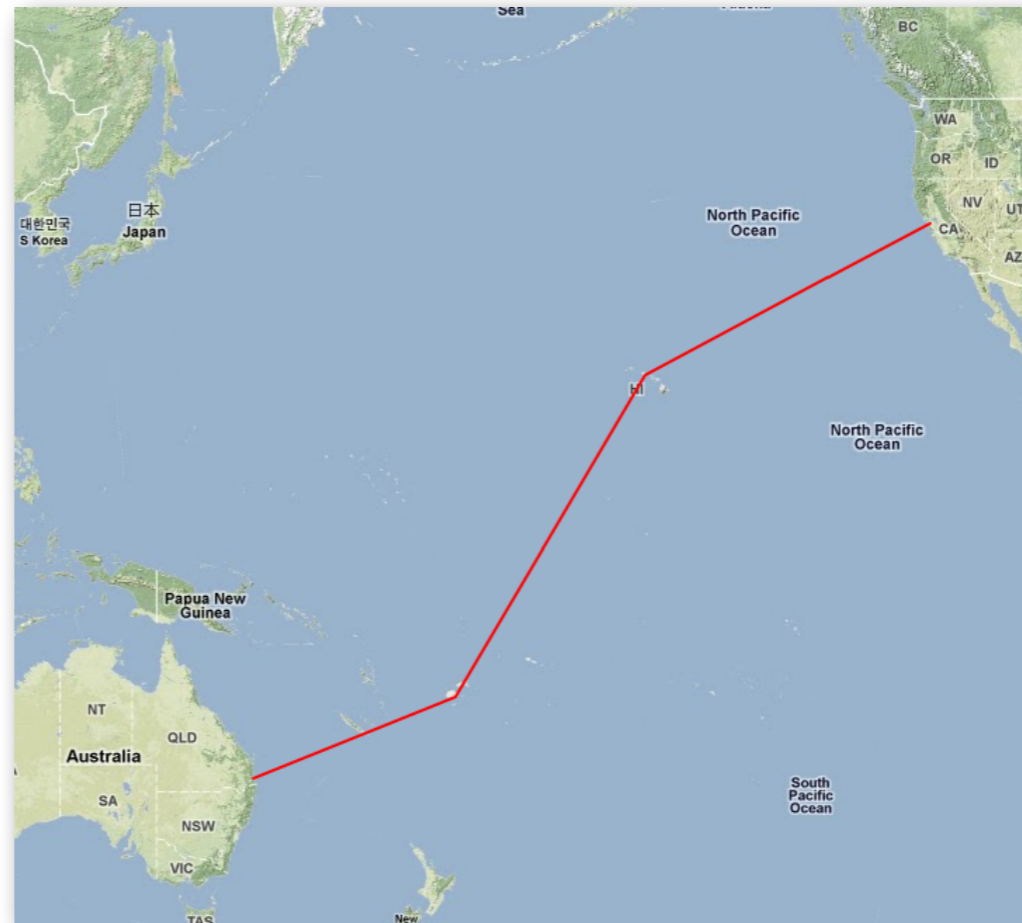 Sea
BC
WA
OR
ID
NV
UT
CA
AZ
日本
Japan
대한민국
S Korea
North Pacific
Ocean
HI
North Pacific
Ocean
Papua New
Guinea
NT
QLD
Australia
SA
NSW
VIC
TAS
South
Pacific
Ocean
New